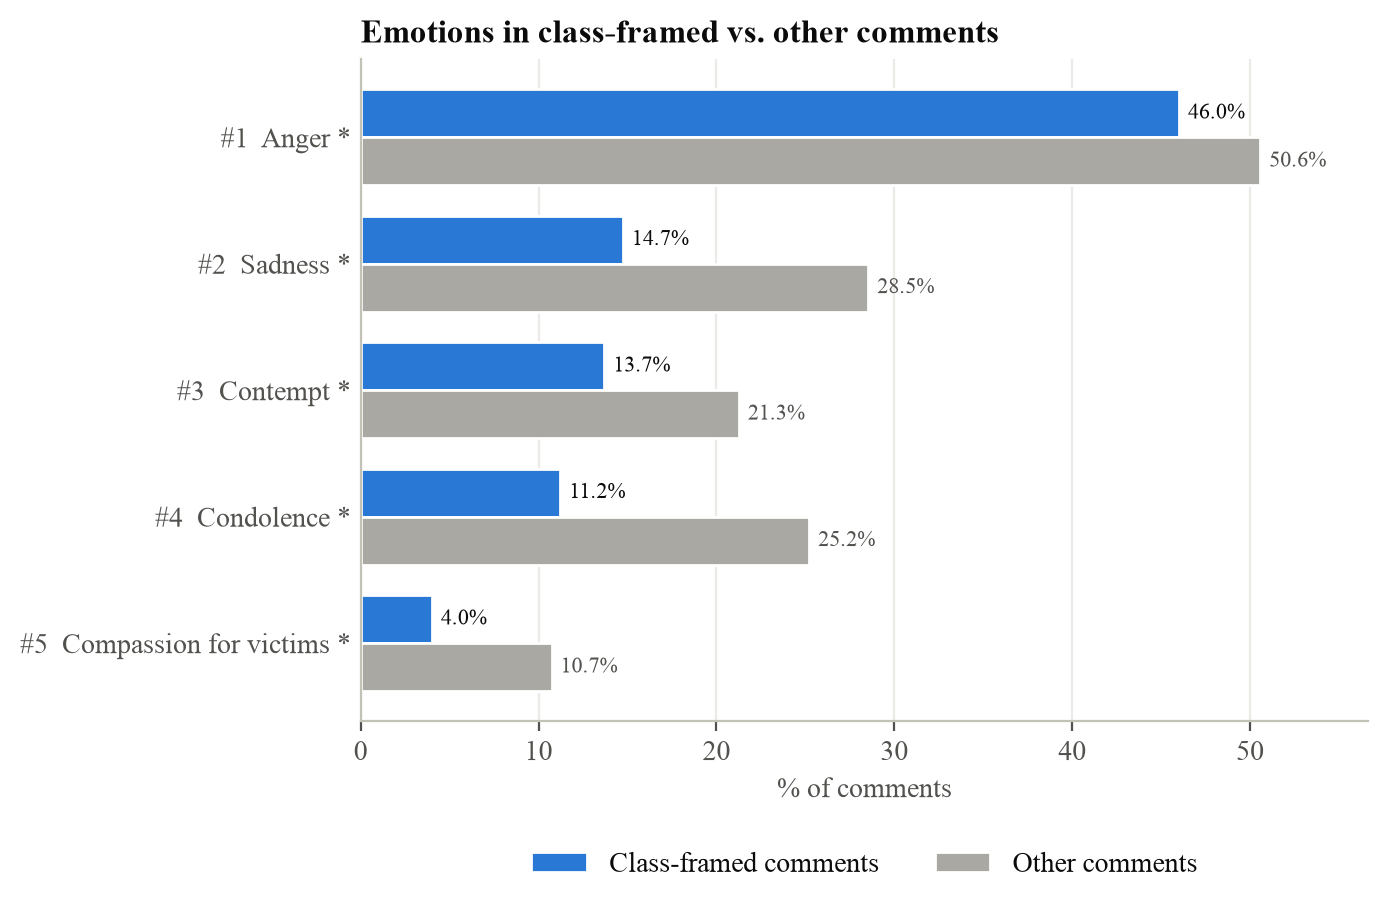 Emotions in class-framed vs. other comments
#1 Anger *
46.0%
50.6%
#2 Sadness *
14.7%
28.5%
#3 Contempt *
13.7%
21.3%
#4 Condolence *
11.2%
25.2%
#5 Compassion for victims *
4.0%
10.7%
0 10 20 30 40 50
% of comments
Class-framed comments Other comments